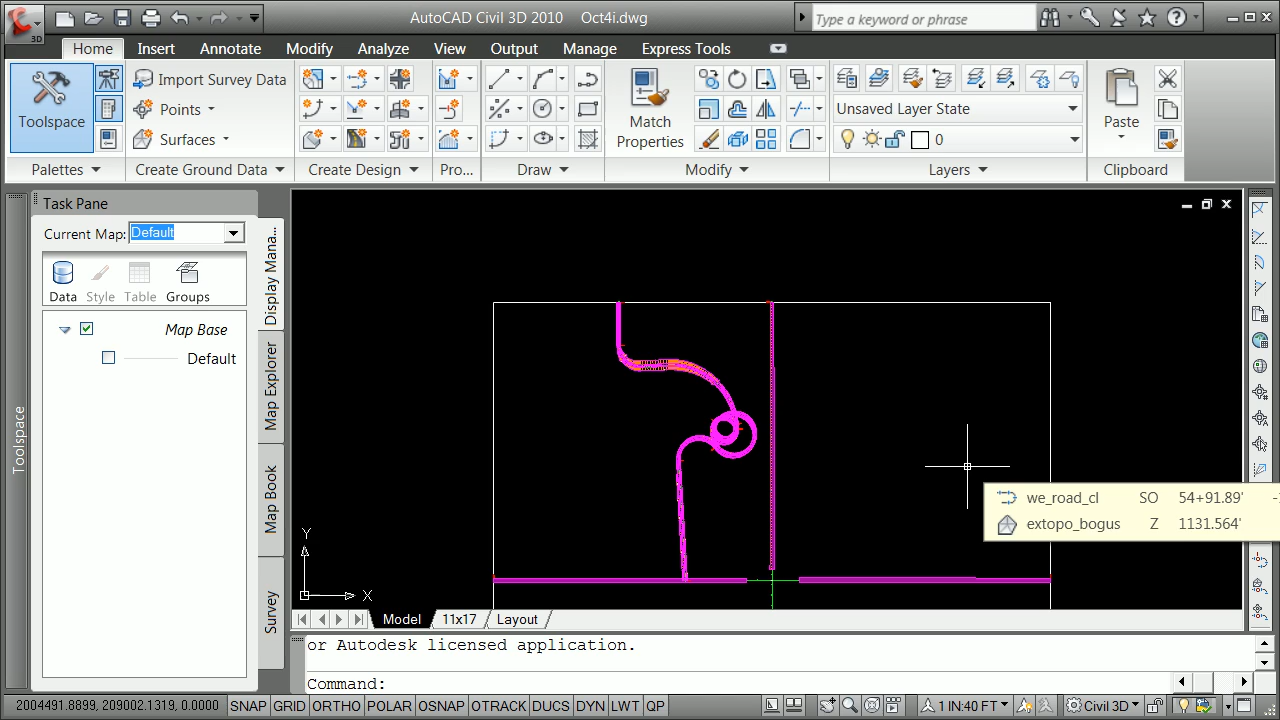 AutoCAD Civil 3D 2010 Oct4i.dwg
Type a keyword or phrase
3D
Home Insert Annotate Modify Analyze View Output Manage Express Tools
Toolspace
Import Survey Data
Points
Surfaces
Match
Properties
Unsaved Layer State
0
Paste
Palettes Create Ground Data Create Design Pro... Draw Modify Layers Clipboard
Task Pane
Current Map: Default
Data Style Table Groups
Map Base
Default
Display Mana...
Map Explorer
Map Book
Survey
Toolspace
we_road_cl SO 54+91.89'
extopo_bogus Z 1131.564'
Y
X
Model 11x17 Layout
or Autodesk licensed application.
Command:
2004491.8899, 209002.1319, 0.0000 SNAP GRID ORTHO POLAR OSNAP OTRACK DUCS DYN LWT QP 1 IN:40 FT Civil 3D